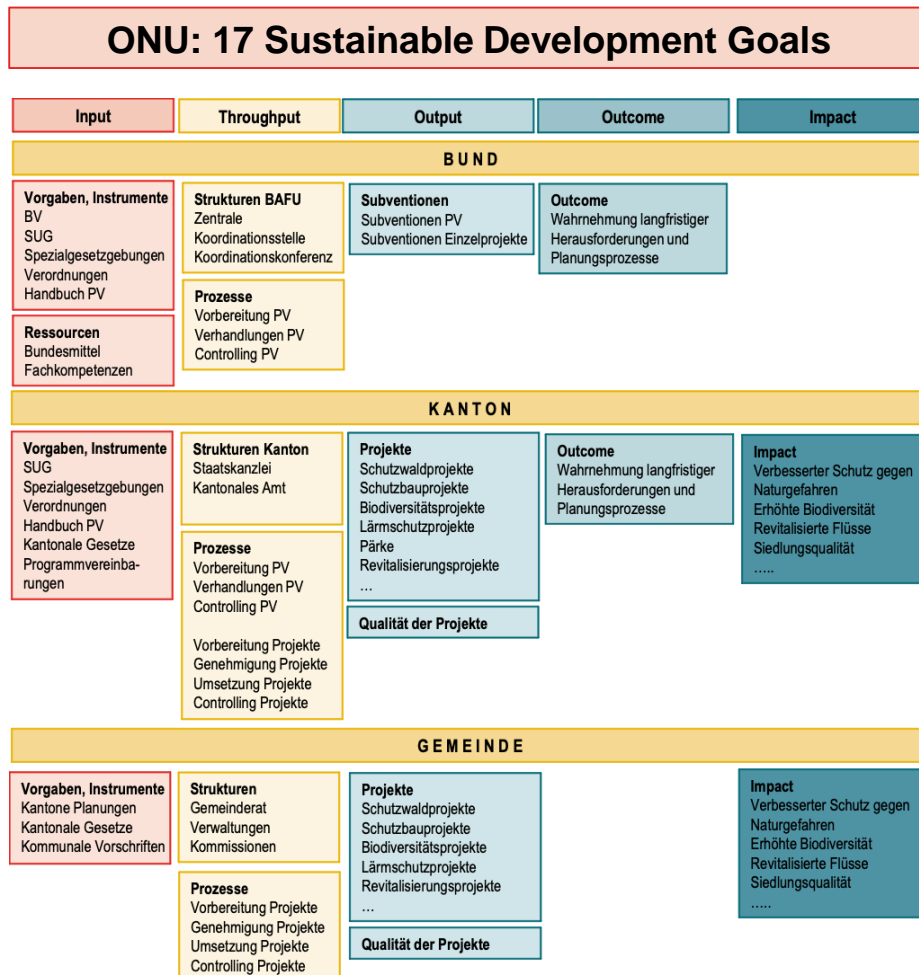 ONU: 17 Sustainable Development Goals
Input
Throughput
Output
Outcome
Impact
BUND
Vorgaben, Instrumente
BV
SUG
Spezialgesetzgebungen
Verordnungen
Handbuch PV
Ressourcen
Bundesmittel
Fachkompetenzen
Strukturen BAFU
Zentrale
Koordinationsstelle
Koordinationskonferenz
Prozesse
Vorbereitung PV
Verhandlungen PV
Controlling PV
Subventionen
Subventionen PV
Subventionen Einzelprojekte
Outcome
Wahrnehmung langfristiger
Herausforderungen und
Planungsprozesse
KANTON
Vorgaben, Instrumente
SUG
Spezialgesetzgebungen
Verordnungen
Handbuch PV
Kantonale Gesetze
Programmvereinba-
rungen
Strukturen Kanton
Staatskanzlei
Kantonales Amt
Prozesse
Vorbereitung PV
Verhandlungen PV
Controlling PV
Vorbereitung Projekte
Genehmigung Projekte
Umsetzung Projekte
Controlling Projekte
Projekte
Schutzwaldprojekte
Schutzbauprojekte
Biodiversitätsprojekte
Lärmschutzprojekte
Pärke
Revitalisierungsprojekte
...
Qualität der Projekte
Outcome
Wahrnehmung langfristiger
Herausforderungen und
Planungsprozesse
Impact
Verbesserter Schutz gegen
Naturgefahren
Erhöhte Biodiversität
Revitalisierte Flüsse
Siedlungsqualität
.....
GEMEINDE
Vorgaben, Instrumente
Kantone Planungen
Kantonale Gesetze
Kommunale Vorschriften
Strukturen
Gemeinderat
Verwaltungen
Kommissionen
Prozesse
Vorbereitung Projekte
Genehmigung Projekte
Umsetzung Projekte
Controlling Projekte
Projekte
Schutzwaldprojekte
Schutzbauprojekte
Biodiversitätsprojekte
Lärmschutzprojekte
Revitalisierungsprojekte
...
Qualität der Projekte
Impact
Verbesserter Schutz gegen
Naturgefahren
Erhöhte Biodiversität
Revitalisierte Flüsse
Siedlungsqualität
.....